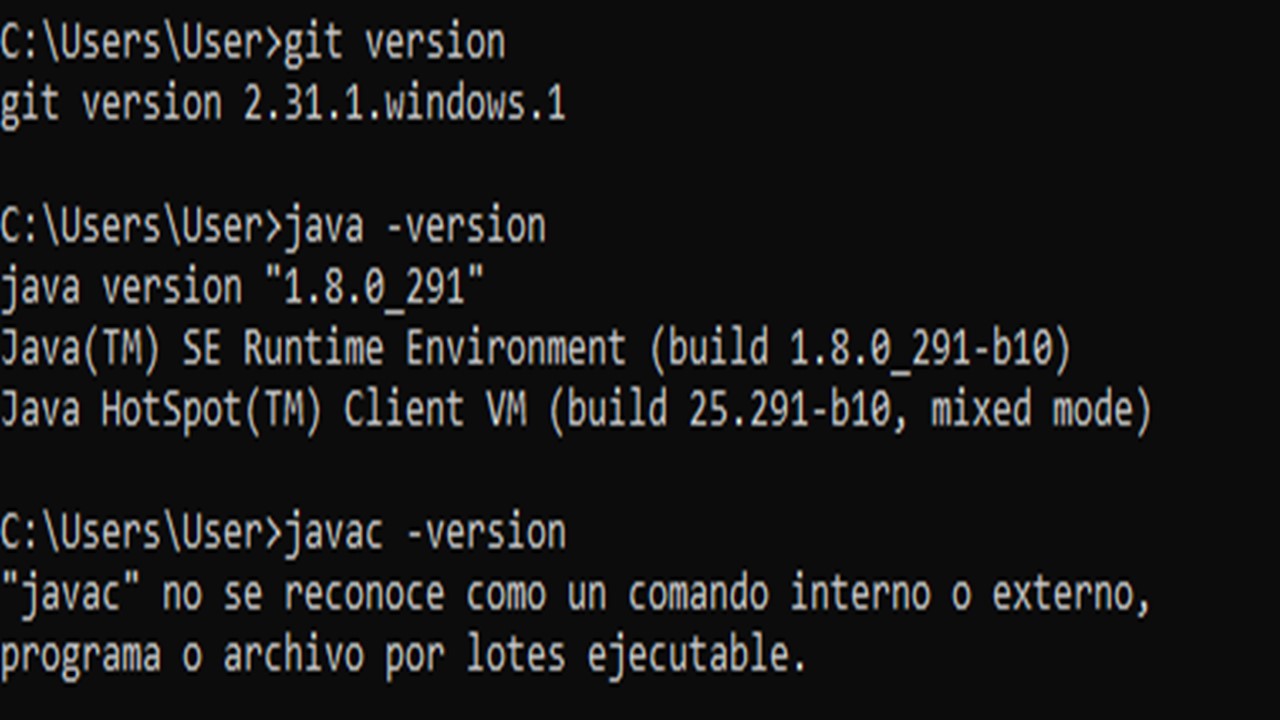 C:\Users\User>git version
git version 2.31.1.windows.1
C:\Users\User>java -version
java version "1.8.0_291"
Java(TM) SE Runtime Environment (build 1.8.0_291-b10)
Java HotSpot(TM) Client VM (build 25.291-b10, mixed mode)
C:\Users\User>javac -version
"javac" no se reconoce como un comando interno o externo,
programa o archivo por lotes ejecutable.